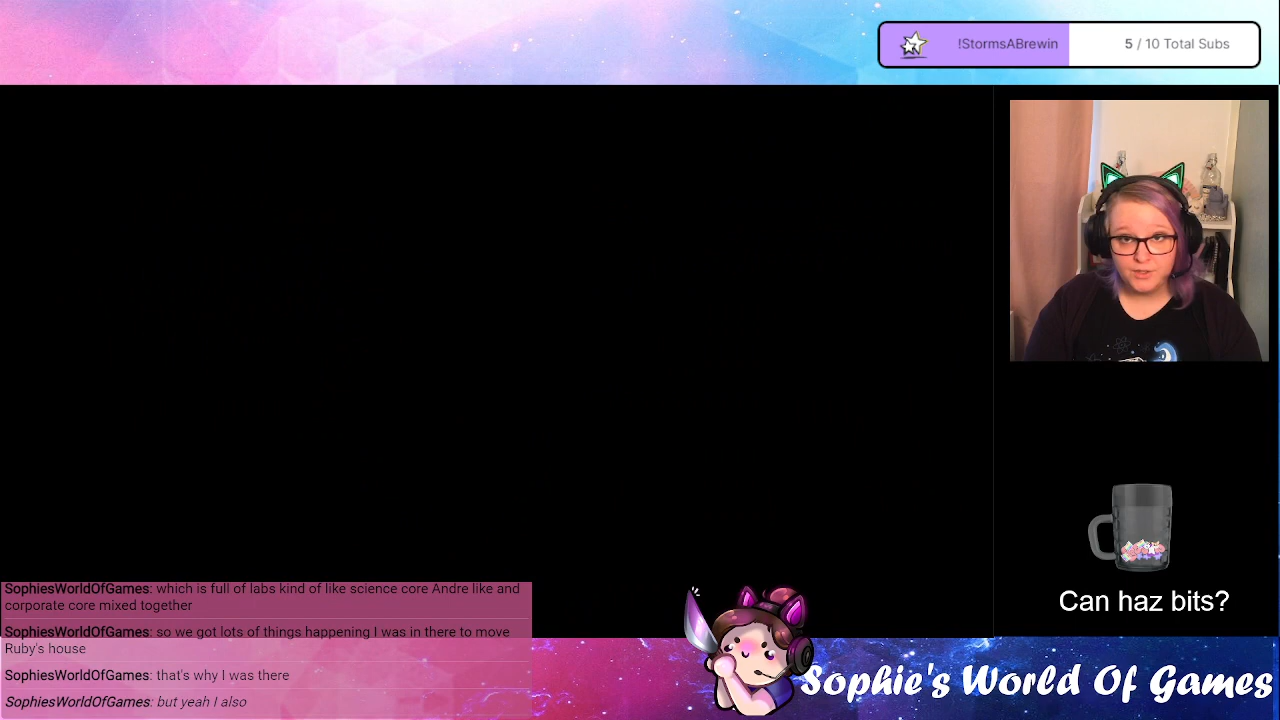 !StormsABrewin 5 / 10 Total Subs
Can haz bits?
SophiesWorldOfGames: which is full of labs kind of like science core Andre like and
corporate core mixed together
SophiesWorldOfGames: so we got lots of things happening I was in there to move
Ruby's house
SophiesWorldOfGames: that's why I was there
SophiesWorldOfGames: but yeah I also
Sophie's World Of Games